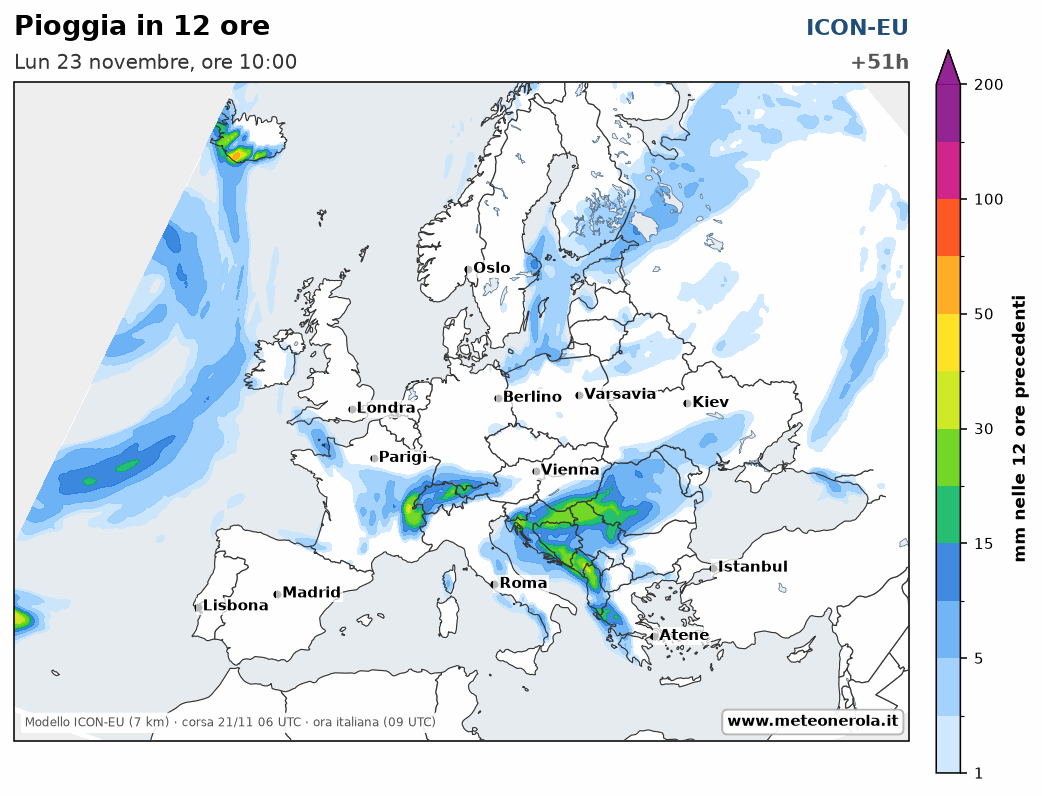 Pioggia in 12 ore
ICON-EU
Lun 23 novembre, ore 10:00
+51h
200
100
50
30
15
5
1
mm nelle 12 ore precedenti
Oslo
Berlino
Varsavia
Kiev
Londra
Parigi
Vienna
Istanbul
Roma
Madrid
Lisbona
Atene
Modello ICON-EU (7 km) · corsa 21/11 06 UTC · ora italiana (09 UTC)
www.meteonerola.it